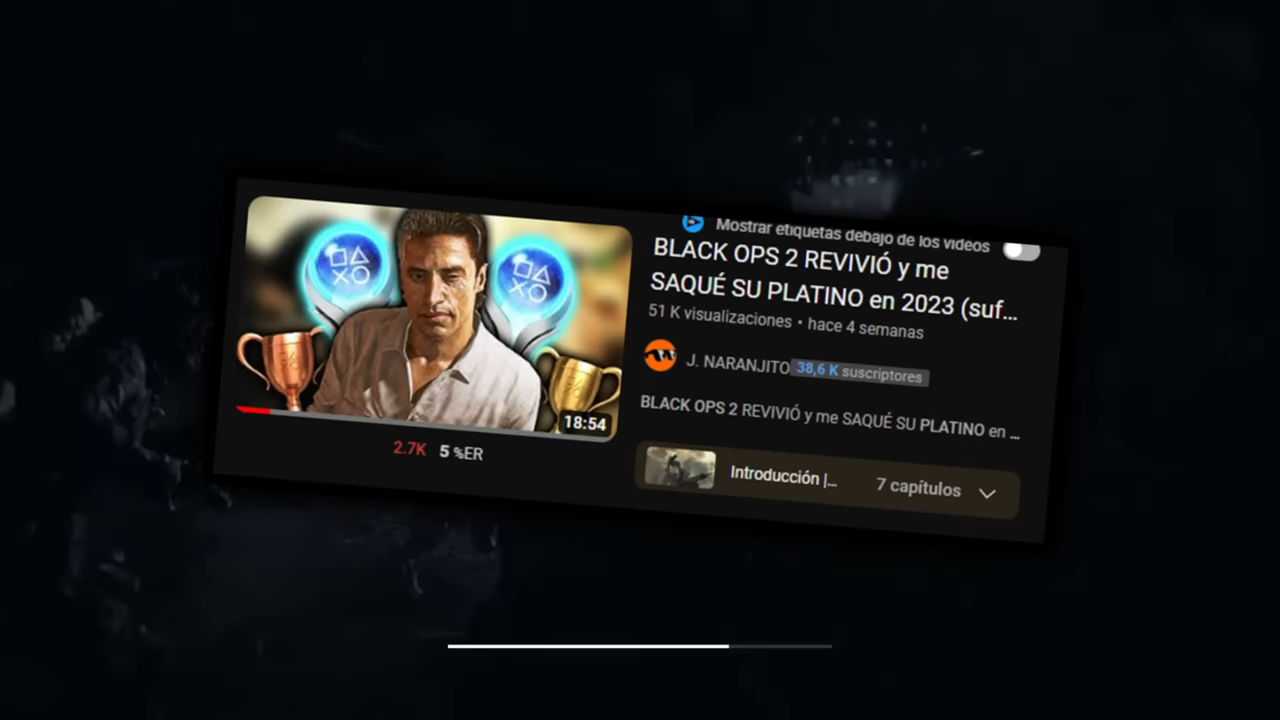 Mostrar etiquetas debajo de los videos
BLACK OPS 2 REVIVIÓ y me
SAQUÉ SU PLATINO en 2023 (suf...
51 K visualizaciones • hace 4 semanas
J. NARANJITO 38,6 K suscriptores
BLACK OPS 2 REVIVIÓ y me SAQUÉ SU PLATINO en ...
18:54
2.7K 5 %ER
Introducción |... 7 capítulos